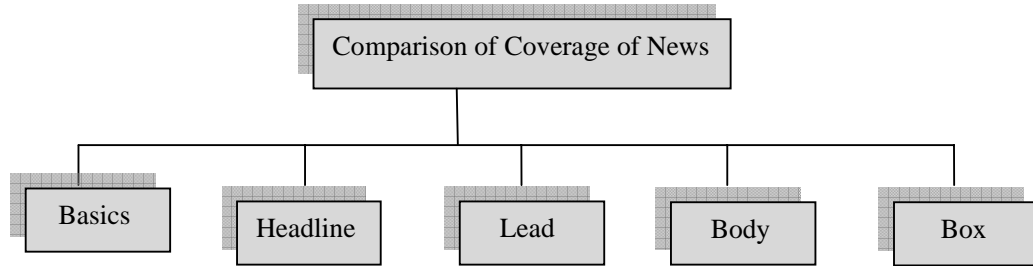 Comparison of Coverage of News
Basics
Headline
Lead
Body
Box